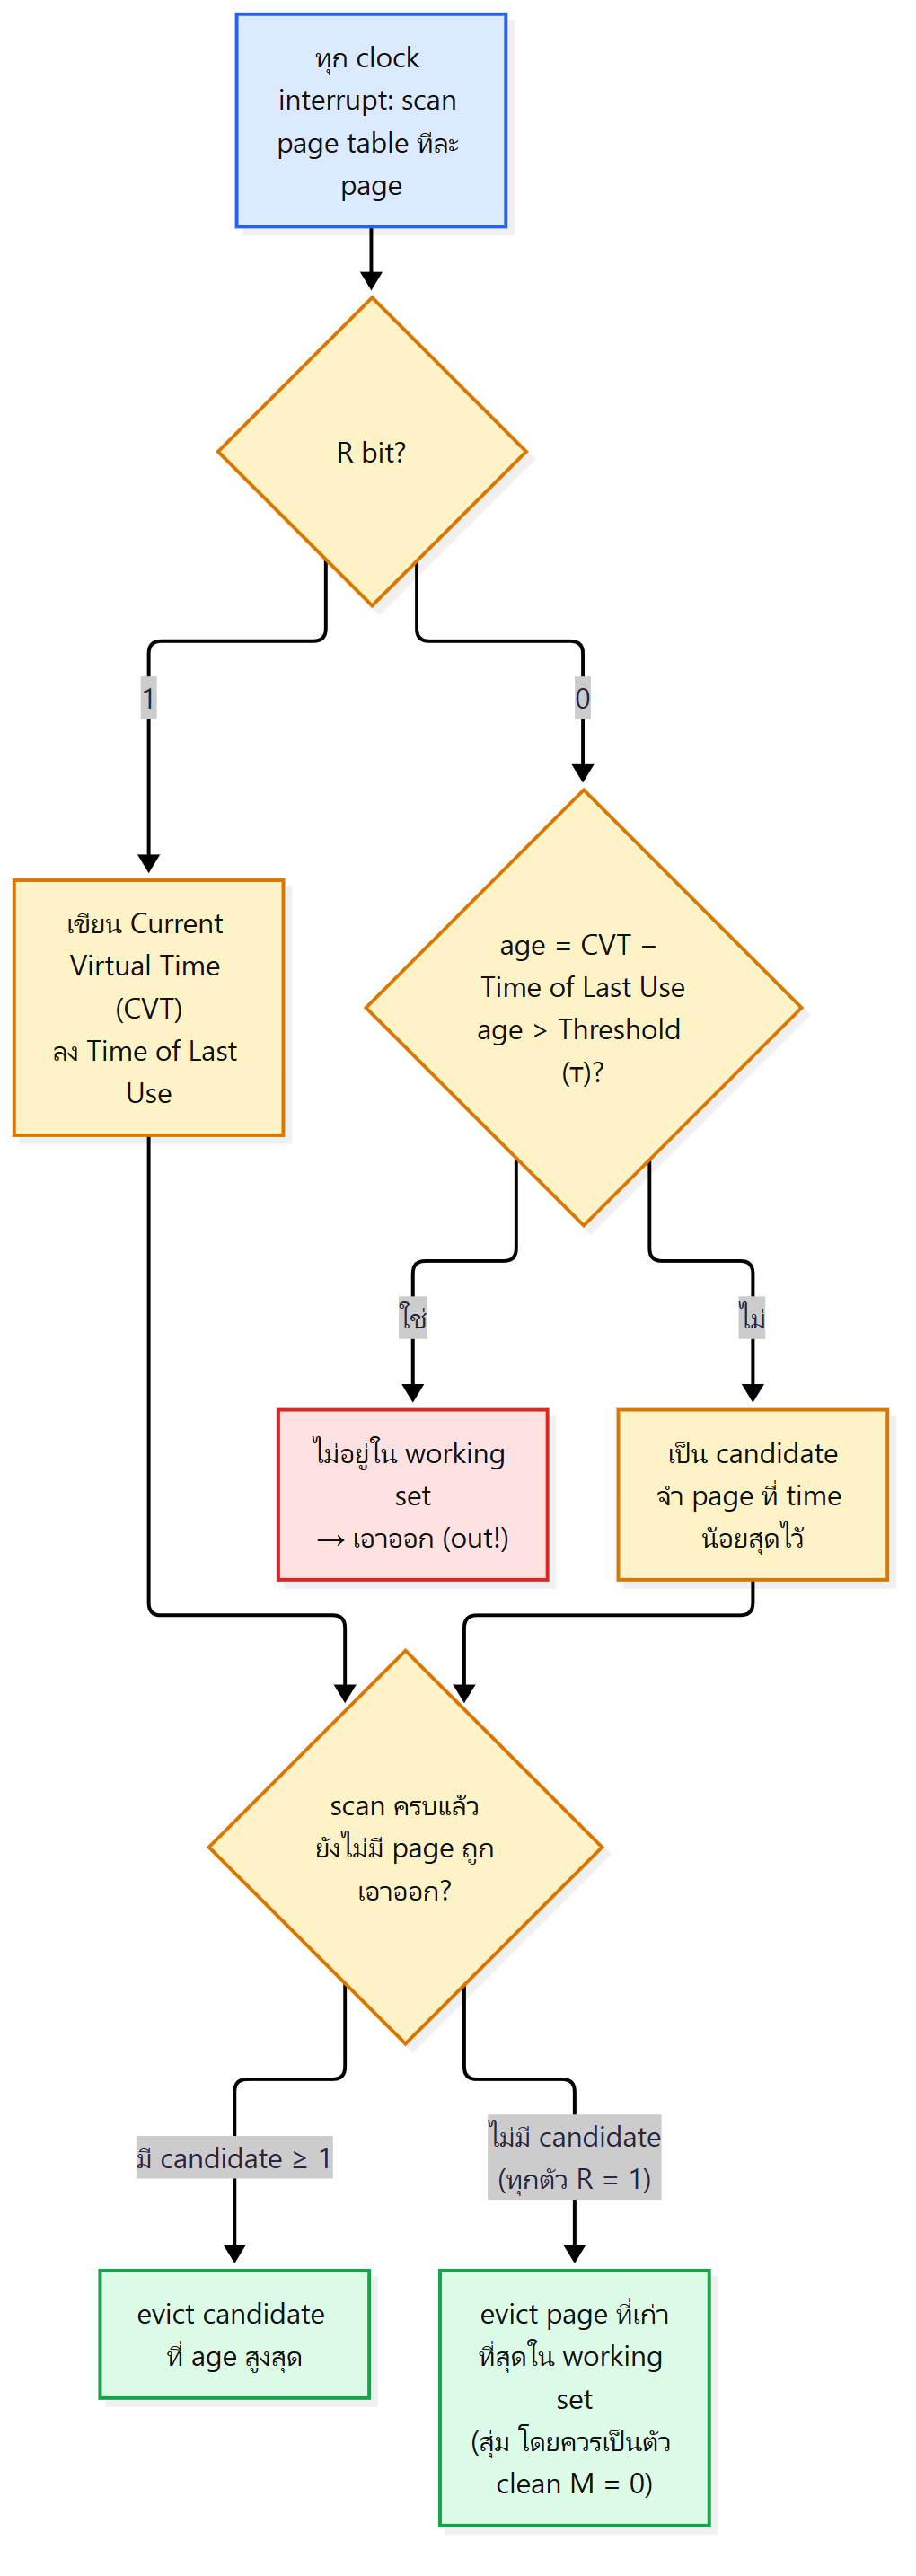 ทุก clock
interrupt: scan
page table ทีละ
page
R bit?
1
0
เขียน Current
Virtual Time
(CVT)
ลง Time of Last
Use
age = CVT −
Time of Last Use
age > Threshold
(τ)?
ใช่
ไม่
ไม่อยู่ใน working
set
→ เอาออก (out!)
เป็น candidate
จำ page ที่ time
น้อยสุดไว้
scan ครบแล้ว
ยังไม่มี page ถูก
เอาออก?
มี candidate ≥ 1
ไม่มี candidate
(ทุกตัว R = 1)
evict candidate
ที่ age สูงสุด
evict page ที่เก่า
ที่สุดใน working
set
(สุ่ม โดยควรเป็นตัว
clean M = 0)